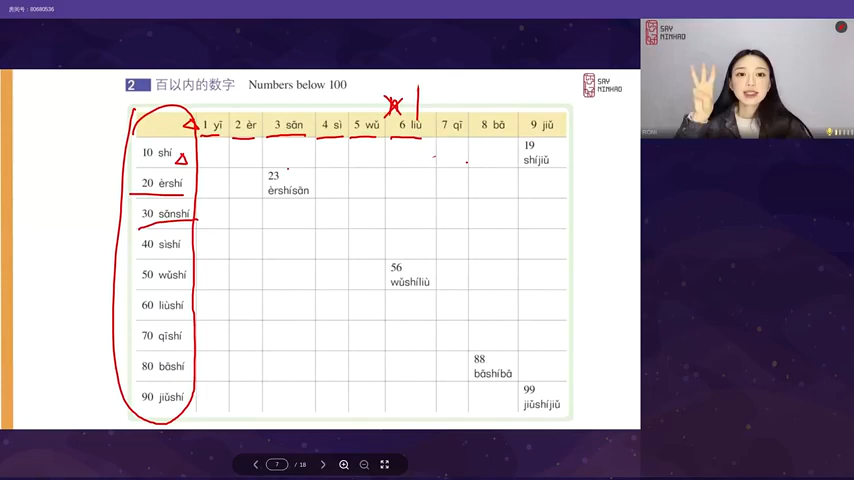 房间号：80680536
2 百以内的数字 Numbers below 100
SAY
NINHAO
SAY
NINHAO
1 yī 2 èr 3 sān 4 sì 5 wǔ 6 liù 7 qī 8 bā 9 jiǔ
10 shí
19
shíjiǔ
20 èrshí
23
èrshísān
30 sānshí
40 sìshí
50 wǔshí
56
wǔshíliù
60 liùshí
70 qīshí
80 bāshí
88
bāshíbā
90 jiǔshí
99
jiǔshíjiǔ
7 / 18